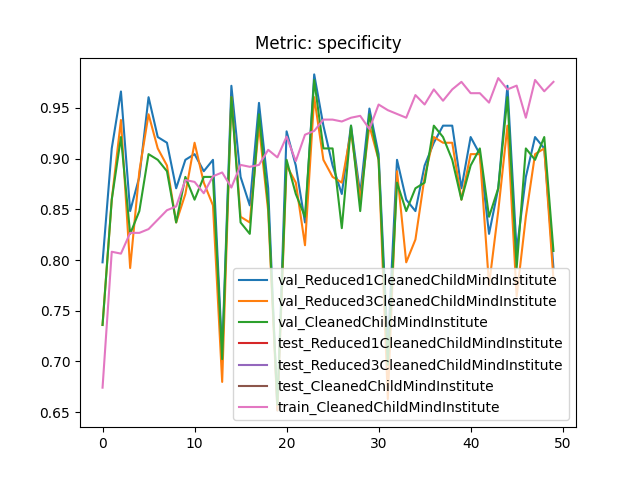 Metric: specificity
0.95
0.90
0.85
0.80
0.75
0.70
0.65
val_Reduced1CleanedChildMindInstitute
val_Reduced3CleanedChildMindInstitute
val_CleanedChildMindInstitute
test_Reduced1CleanedChildMindInstitute
test_Reduced3CleanedChildMindInstitute
test_CleanedChildMindInstitute
train_CleanedChildMindInstitute
0 10 20 30 40 50